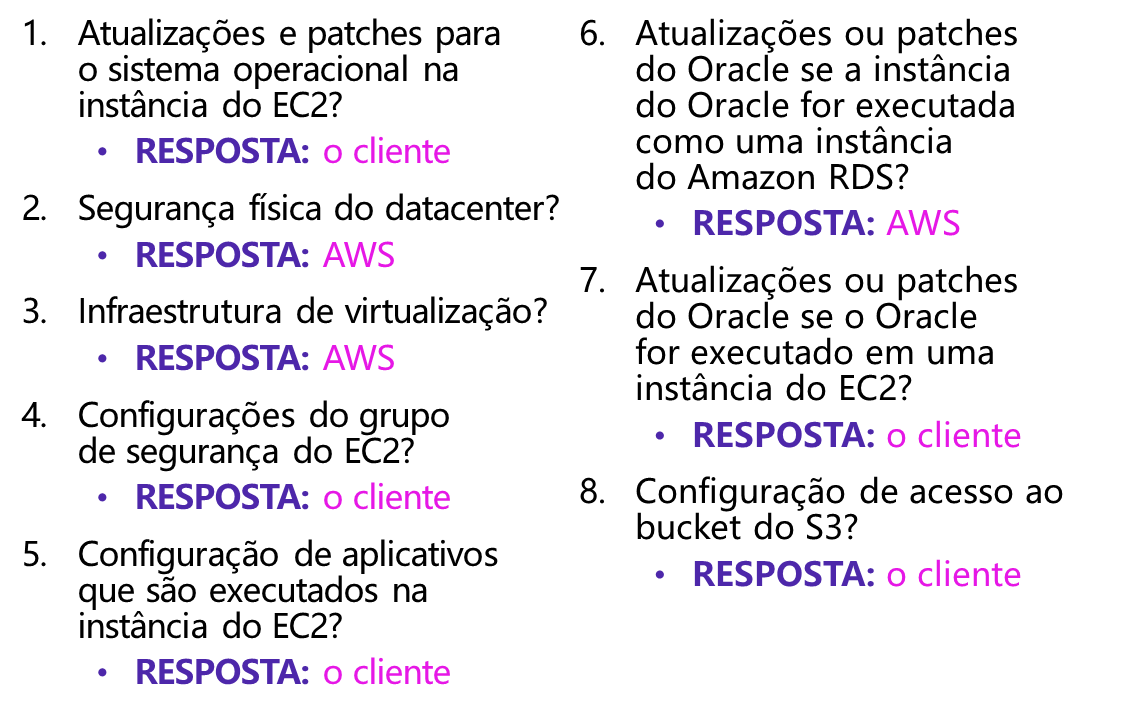 1. Atualizações e patches para
o sistema operacional na
instância do EC2?
• RESPOSTA: o cliente
2. Segurança física do datacenter?
• RESPOSTA: AWS
3. Infraestrutura de virtualização?
• RESPOSTA: AWS
4. Configurações do grupo
de segurança do EC2?
• RESPOSTA: o cliente
5. Configuração de aplicativos
que são executados na
instância do EC2?
• RESPOSTA: o cliente
6. Atualizações ou patches
do Oracle se a instância
do Oracle for executada
como uma instância
do Amazon RDS?
• RESPOSTA: AWS
7. Atualizações ou patches
do Oracle se o Oracle
for executado em uma
instância do EC2?
• RESPOSTA: o cliente
8. Configuração de acesso ao
bucket do S3?
• RESPOSTA: o cliente